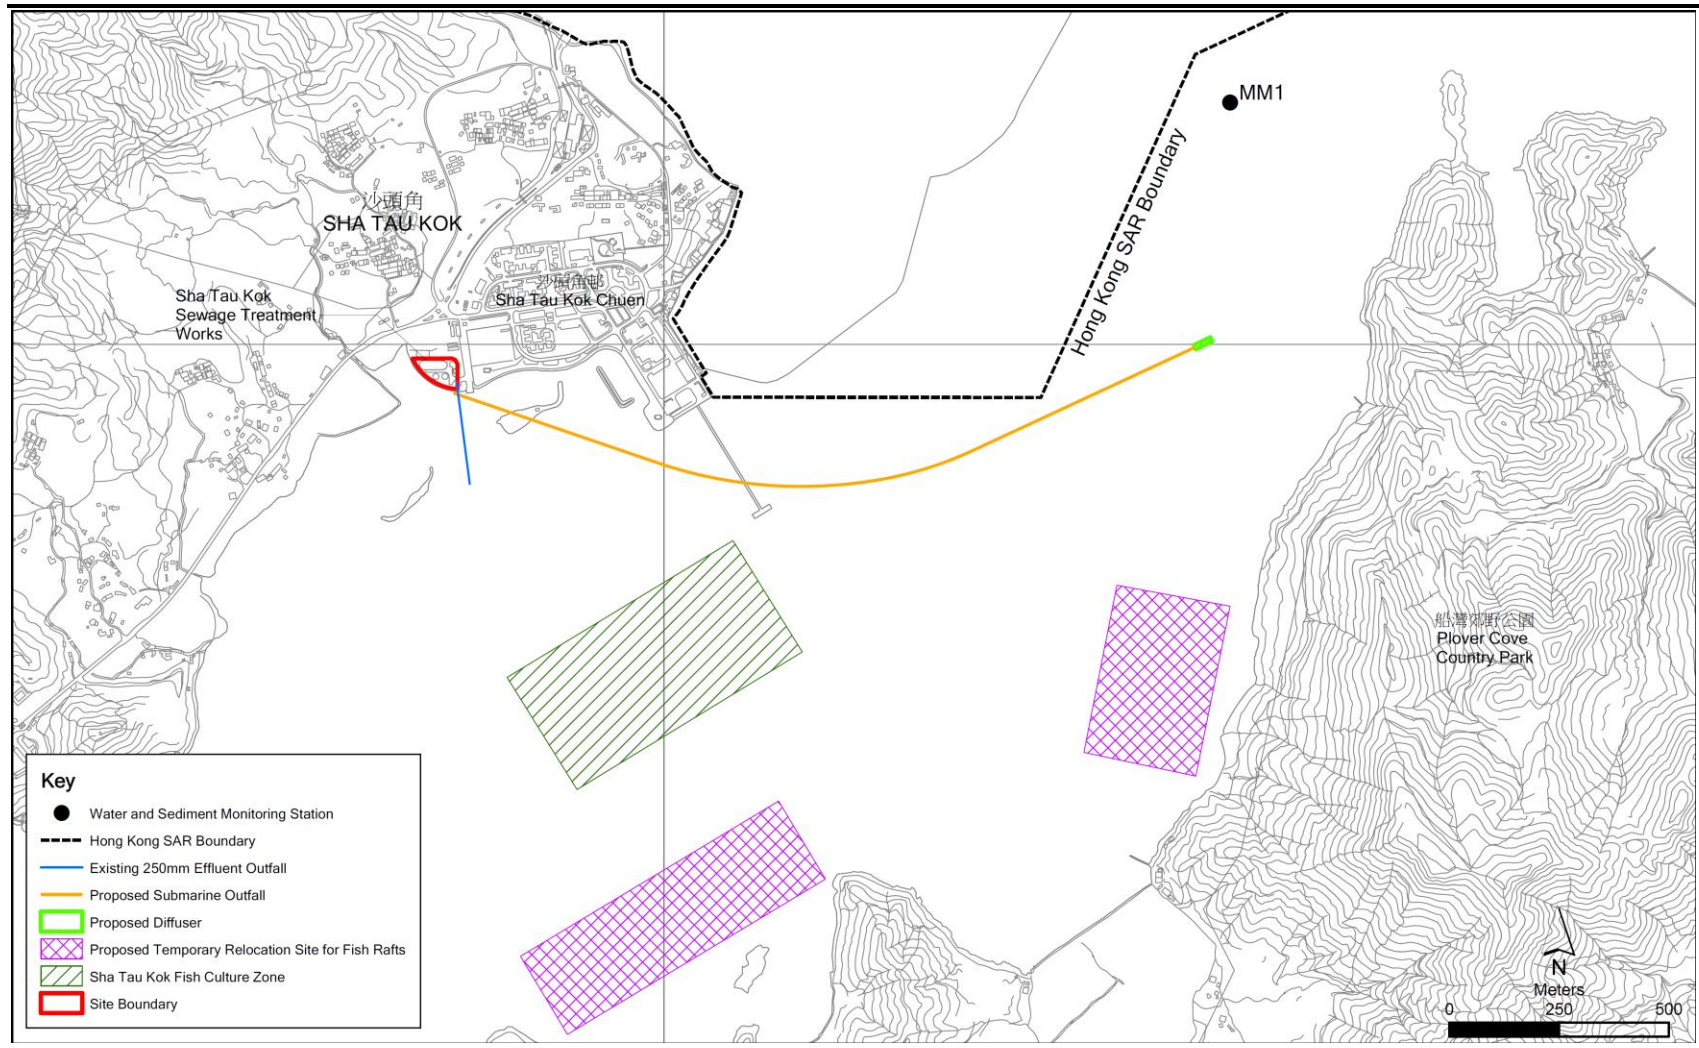 MM1
Hong Kong SAR Boundary
沙頭角
SHA TAU KOK
沙頭角邨
Sha Tau Kok Chuen
Sha Tau Kok
Sewage Treatment
Works
船灣郊野公園
Plover Cove
Country Park
Key
Water and Sediment Monitoring Station
Hong Kong SAR Boundary
Existing 250mm Effluent Outfall
Proposed Submarine Outfall
Proposed Diffuser
Proposed Temporary Relocation Site for Fish Rafts
Sha Tau Kok Fish Culture Zone
Site Boundary
N
Meters
0 250 500